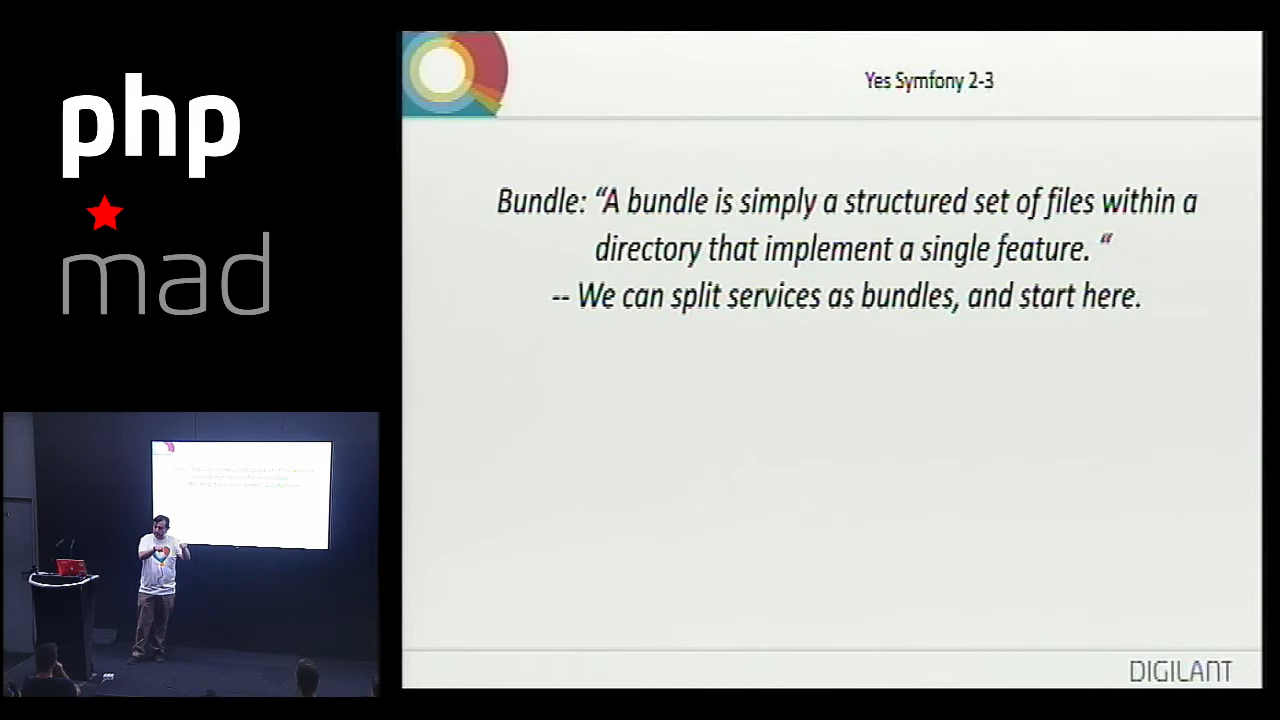 php
mad
Yes Symfony 2-3
Bundle: “A bundle is simply a structured set of files within a
directory that implement a single feature. “
-- We can split services as bundles, and start here.
DIGILANT